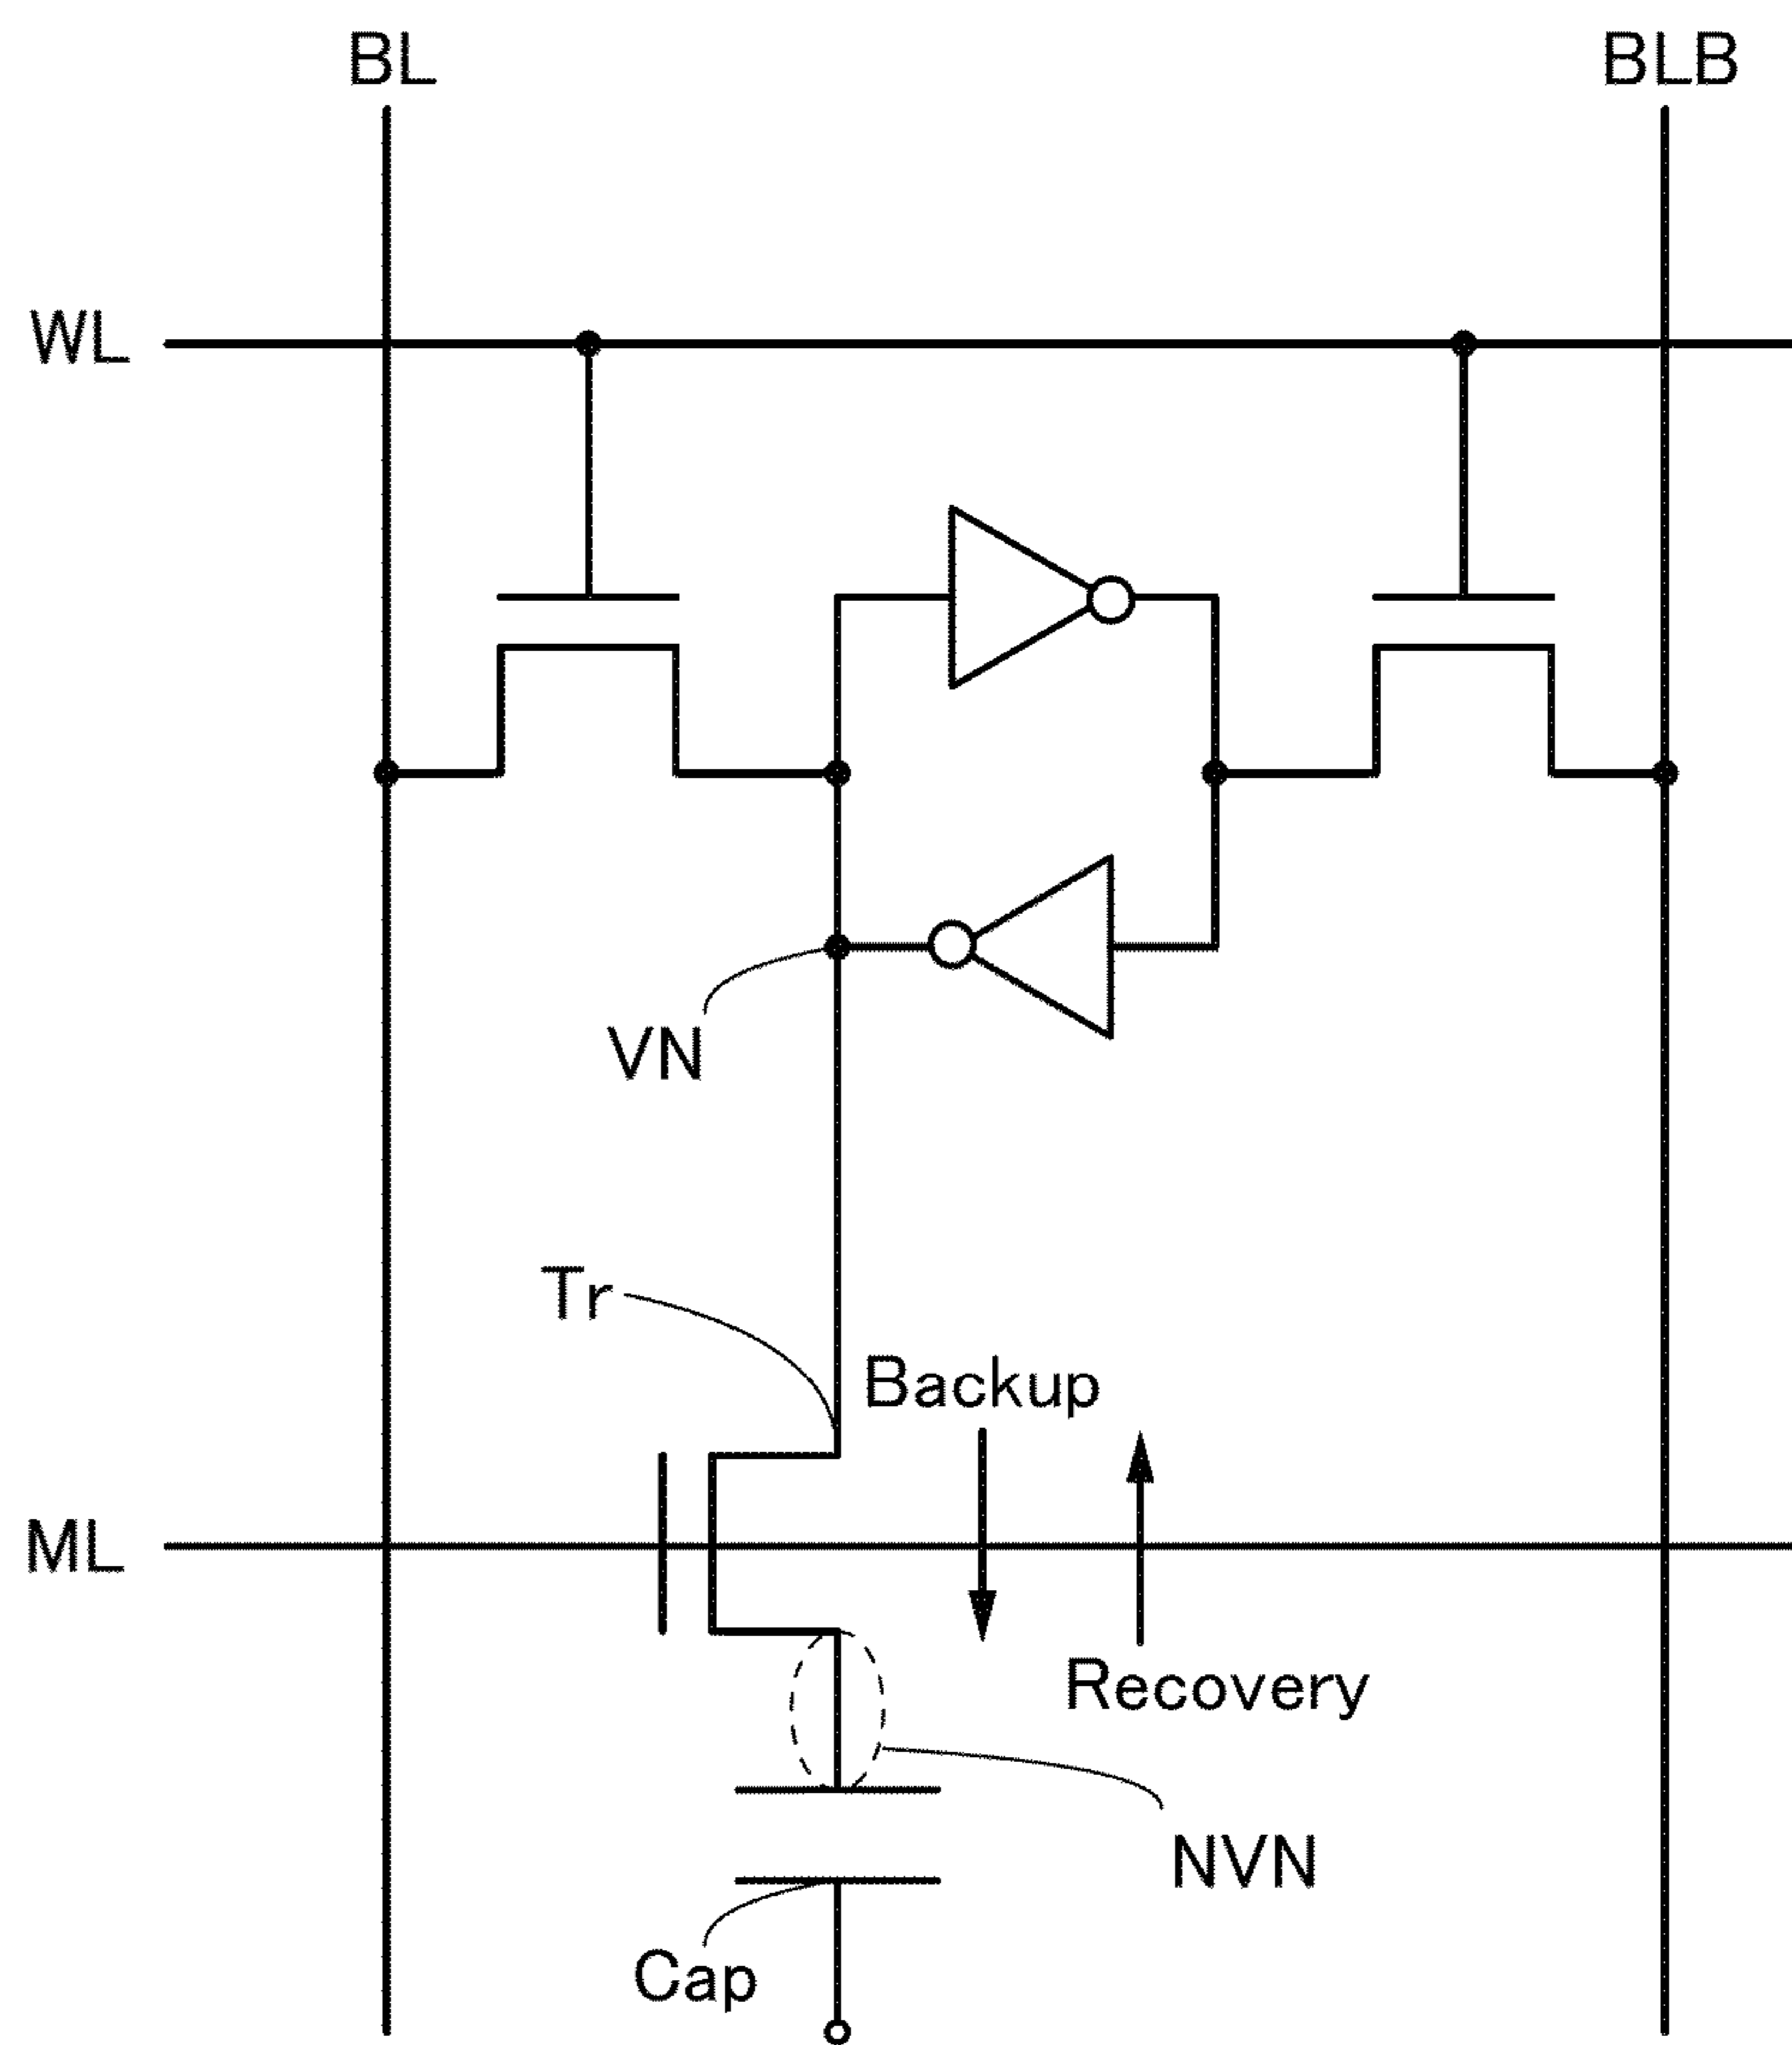 BL
BLB
WL
VN
Tr
Backup
ML
Recovery
NVN
Cap